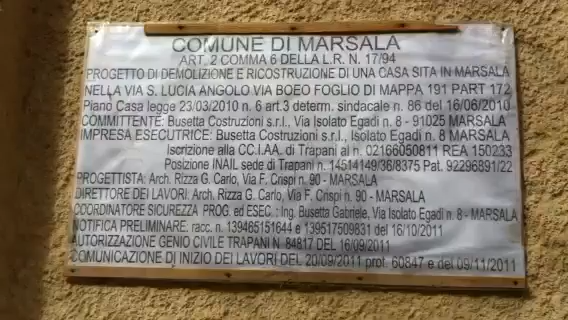 COMUNE DI MARSALA
ART. 2 COMMA 6 DELLA L.R. N. 17/94
PROGETTO DI DEMOLIZIONE E RICOSTRUZIONE DI UNA CASA SITA IN MARSALA
NELLA VIA S. LUCIA ANGOLO VIA BOEO FOGLIO DI MAPPA 191 PART 172
Piano Casa legge 23/03/2010 n. 6 art.3 determ. sindacale n. 86 del 16/06/2010
COMMITTENTE: Busetta Costruzioni s.r.l., Via Isolato Egadi n. 8 - 91025 MARSALA
IMPRESA ESECUTRICE: Busetta Costruzioni s.r.l., Isolato Egadi n. 8 MARSALA
Iscrizione alla CC.I.AA. di Trapani al n. 02166050811 REA 150233
Posizione INAIL sede di Trapani n. 14514149/36/8375 Pat. 92296891/22
PROGETTISTA: Arch. Rizza G. Carlo, Via F. Crispi n. 90 - MARSALA
DIRETTORE DEI LAVORI: Arch. Rizza G. Carlo, Via F. Crispi n. 90 - MARSALA
COORDINATORE SICUREZZA PROG. ed ESEC. : Ing. Busetta Gabriele, Via Isolato Egadi n. 8 - MARSALA
NOTIFICA PRELIMINARE: racc. n. 139465151644 e 139517509831 del 16/10/2011
AUTORIZZAZIONE GENIO CIVILE TRAPANI N. 84817 DEL 16/09/2011
COMUNICAZIONE DI INIZIO DEI LAVORI DEL 20/09/2011 prot. 60847 e del 09/11/2011